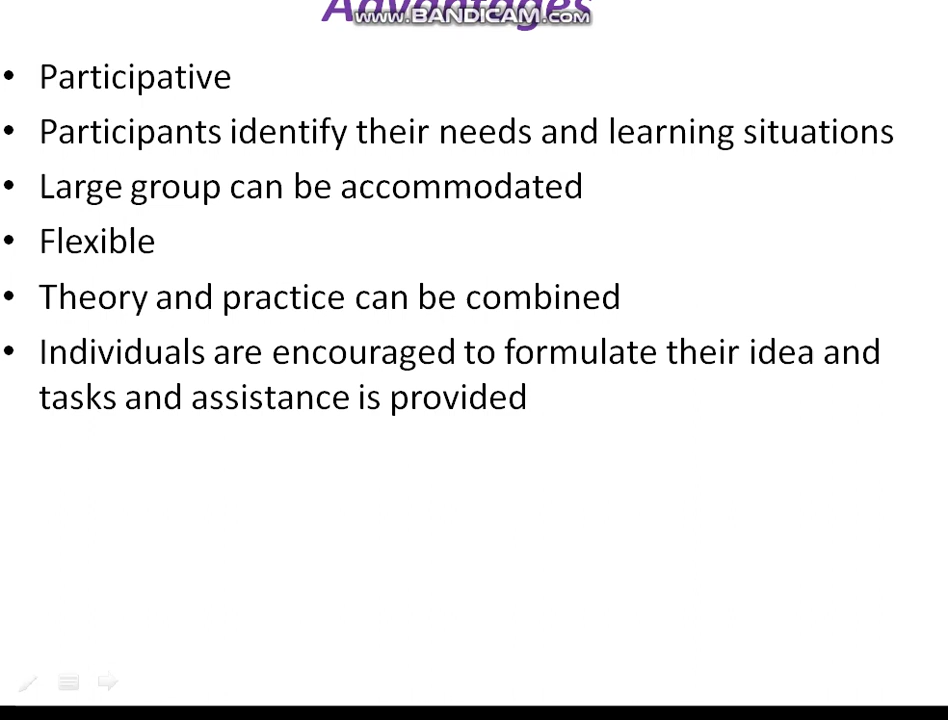 Advantages
www.BANDICAM.com
• Participative
• Participants identify their needs and learning situations
• Large group can be accommodated
• Flexible
• Theory and practice can be combined
• Individuals are encouraged to formulate their idea and
tasks and assistance is provided